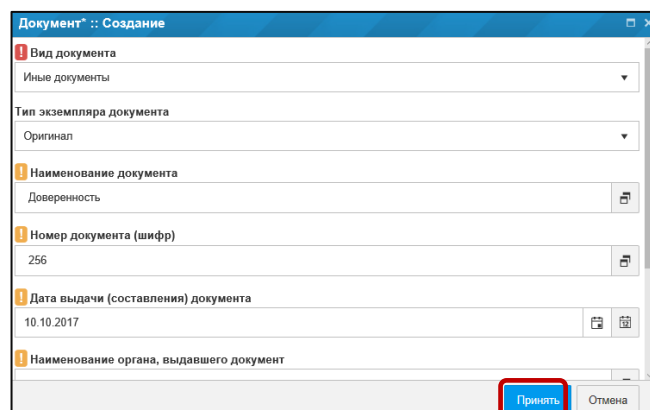 Документ* :: Создание
Вид документа
Иные документы
Тип экземпляра документа
Оригинал
Наименование документа
Доверенность
Номер документа (шифр)
256
Дата выдачи (составления) документа
10.10.2017
Наименование органа, выдавшего документ
Принять Отмена